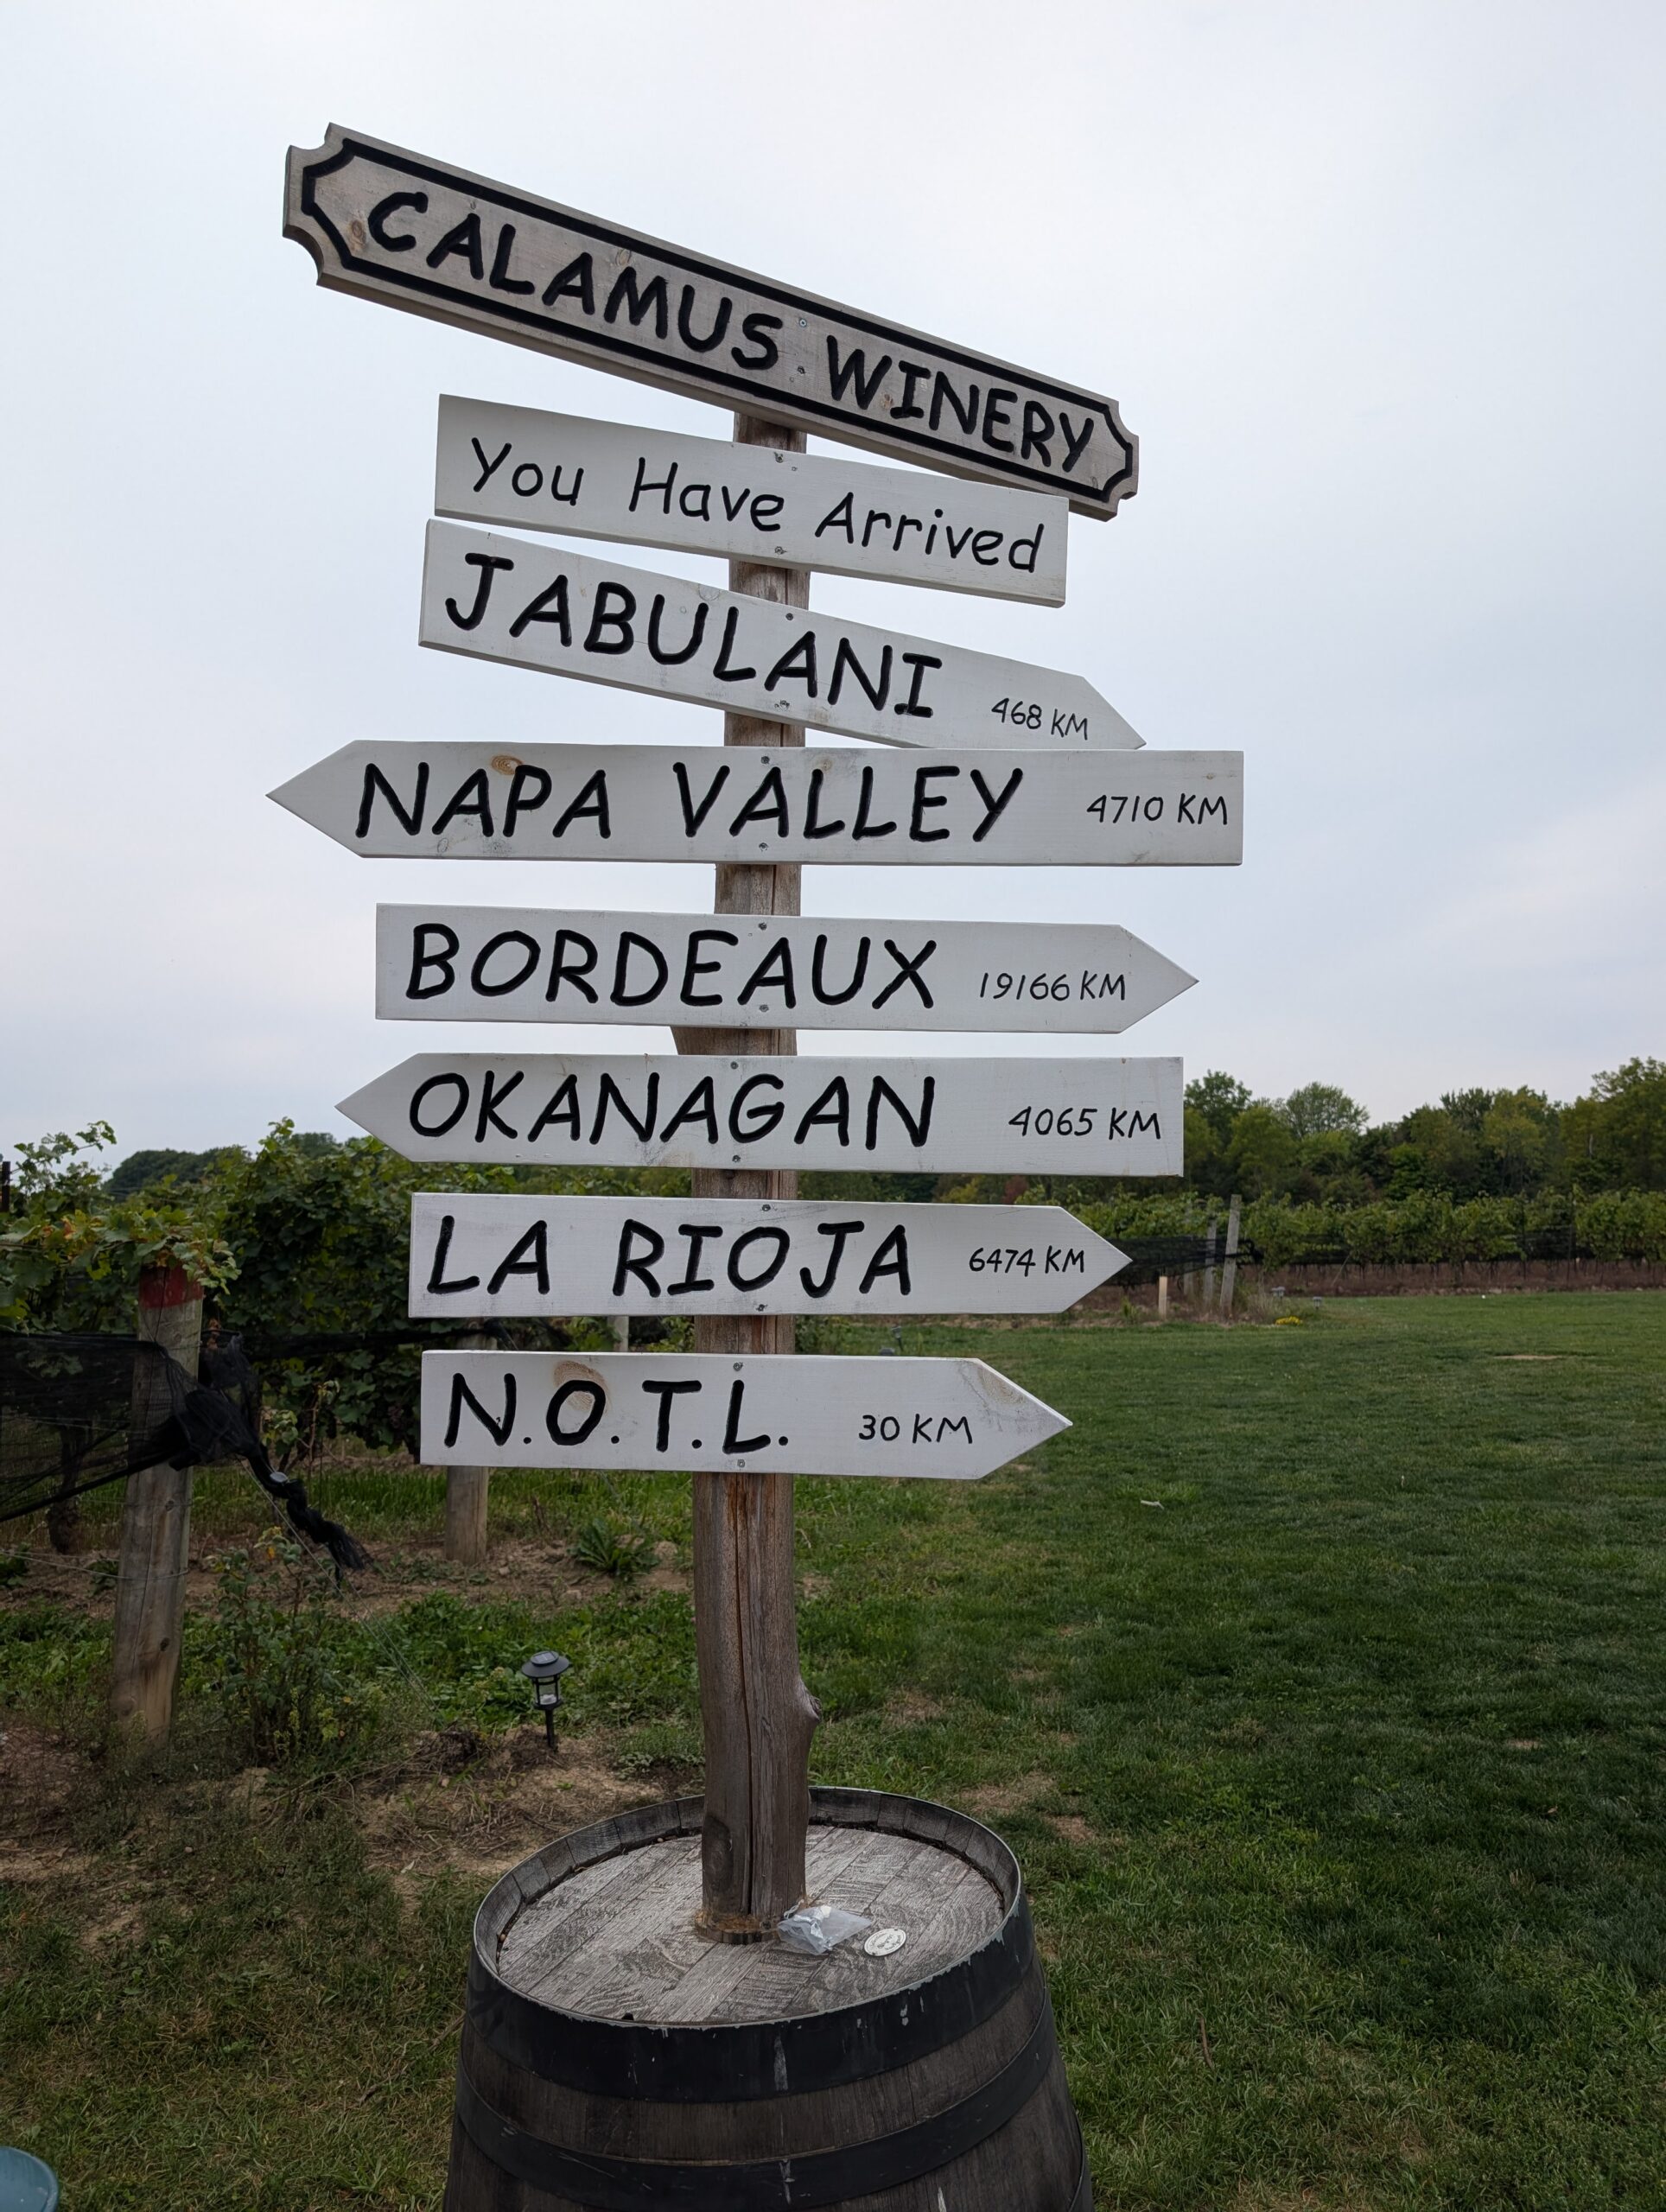 CALAMUS WINERY
You Have Arrived
JABULANI 468 KM
NAPA VALLEY 4710 KM
BORDEAUX 19166 KM
OKANAGAN 4065 KM
LA RIOJA 6474 KM
N.O.T.L. 30 KM